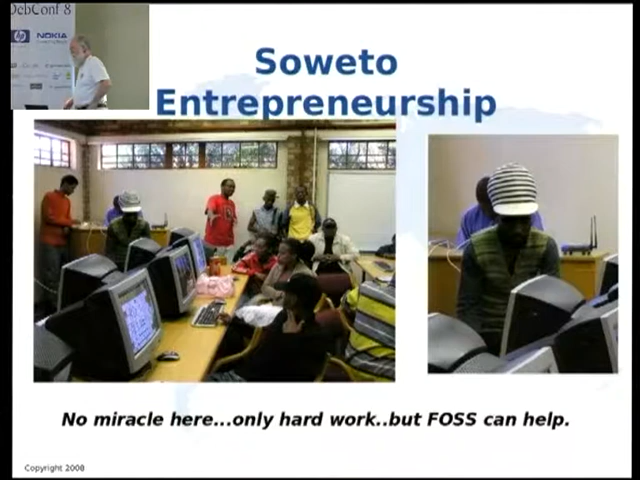 DebConf 8
NOKIA
Soweto
Entrepreneurship
No miracle here...only hard work..but FOSS can help.
Copyright 2008